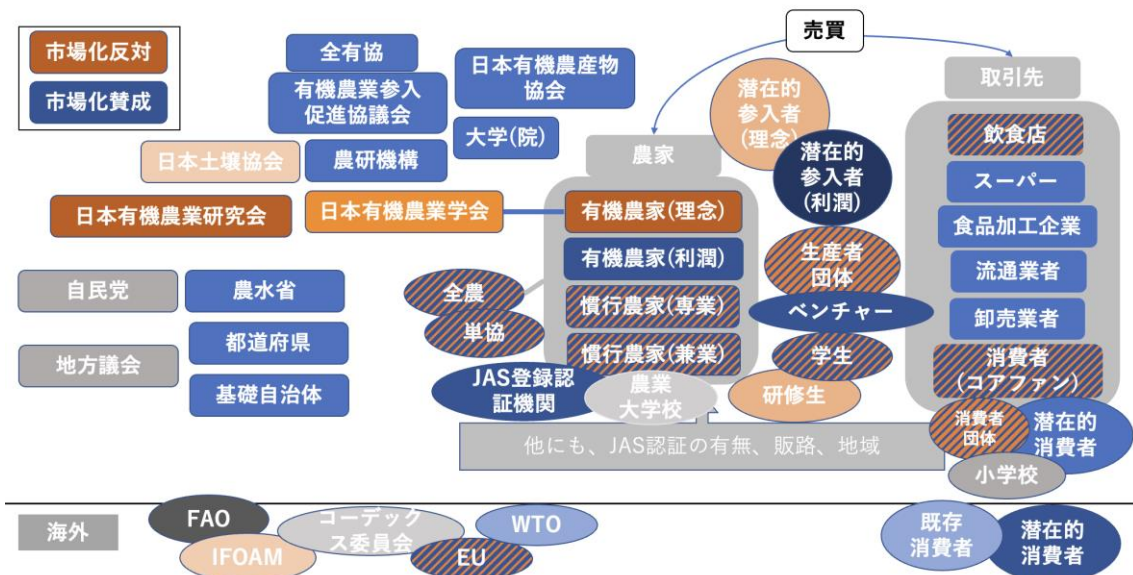 市場化反対
市場化賛成
全有協
有機農業参入
促進協議会
日本有機農産物
協会
大学(院)
日本土壌協会
農研機構
日本有機農業研究会
日本有機農業学会
自民党
農水省
都道府県
地方議会
基礎自治体
売買
農家
有機農家(理念)
有機農家(利潤)
慣行農家(専業)
慣行農家(兼業)
全農
単協
JAS登録認
証機関
農業
大学校
潜在的
参入者
(理念)
潜在的
参入者
(利潤)
生産者
団体
ベンチャー
学生
研修生
取引先
飲食店
スーパー
食品加工企業
流通業者
卸売業者
消費者
(コアファン)
消費者
団体
潜在的
消費者
小学校
他にも、JAS認証の有無、販路、地域
海外
FAO
IFOAM
コーデック
ス委員会
EU
WTO
既存
消費者
潜在的
消費者